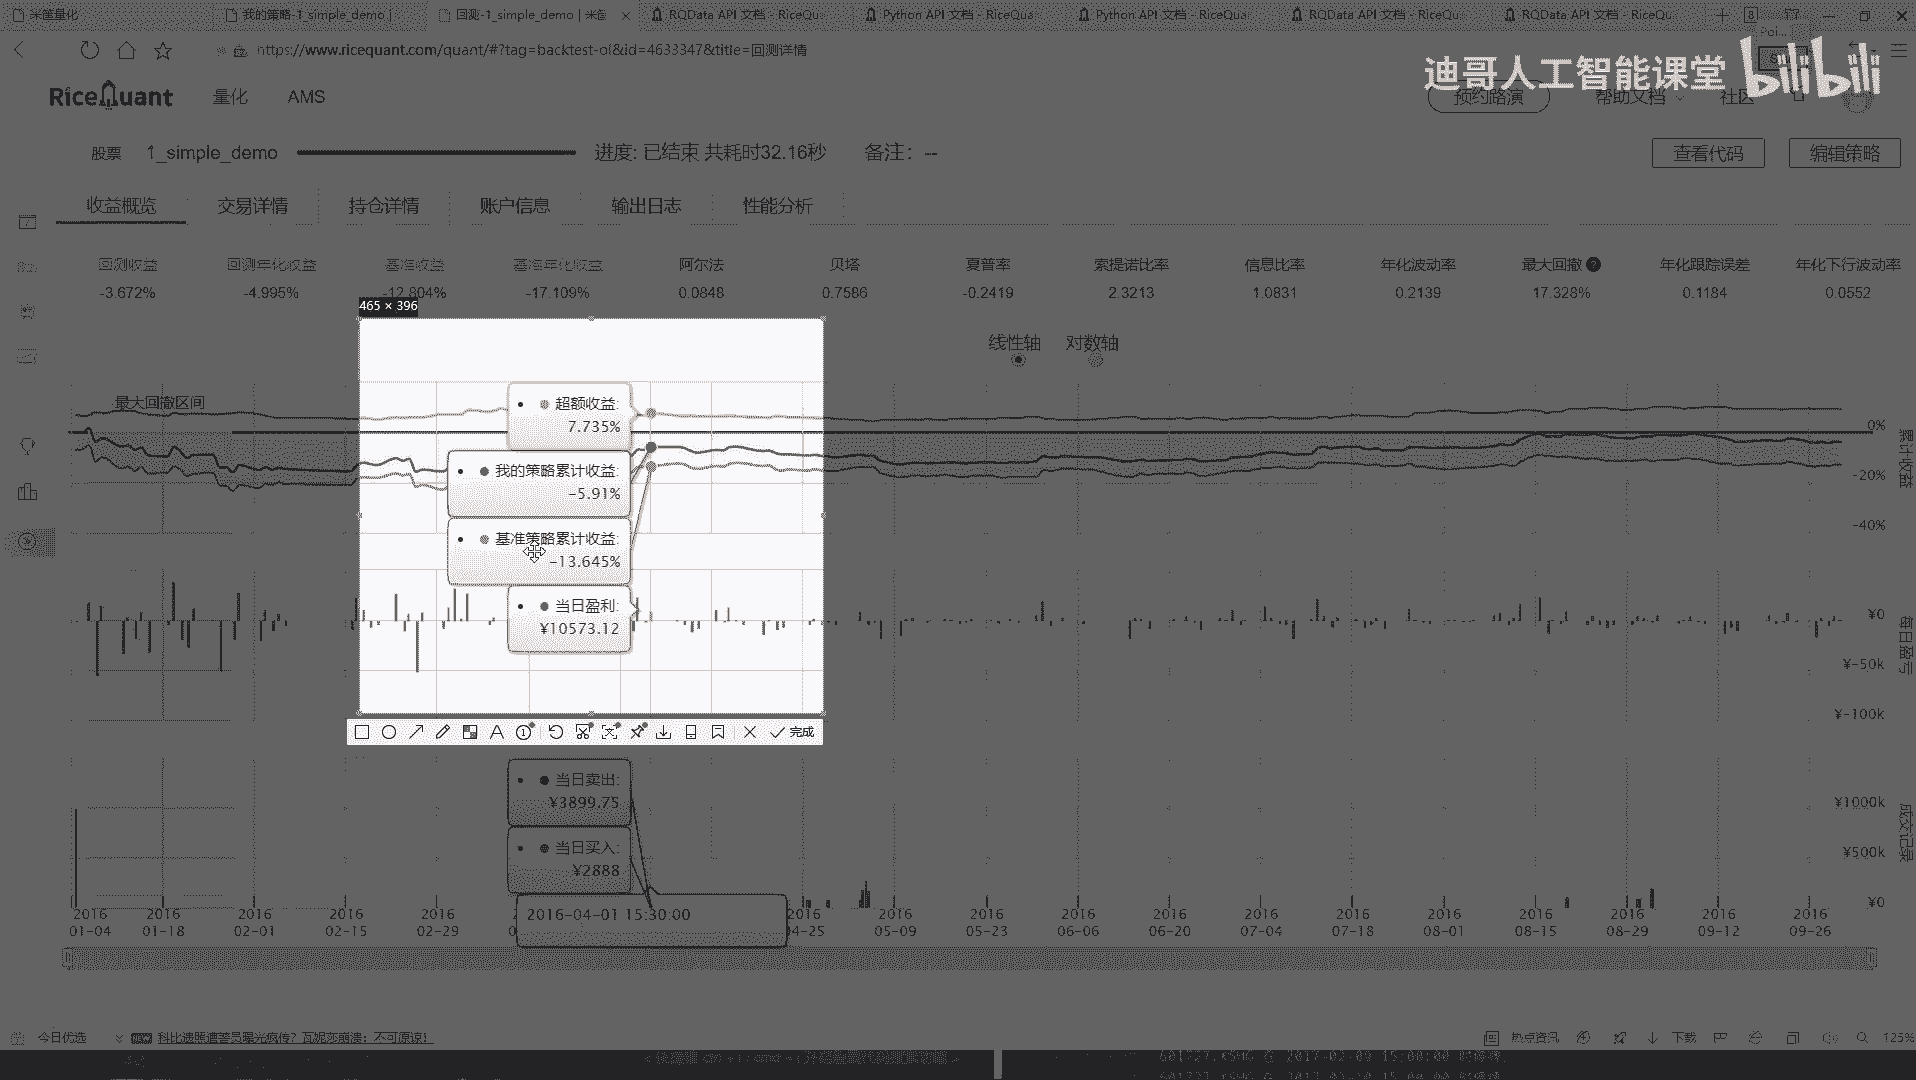 米筐量化
我的策略-1_simple_demo |
回测-1_simple_demo | 米筐
RQData API 文档 - RiceQu
Python API 文档 - RiceQua
Python API 文档 - RiceQua
RQData API 文档 - RiceQu
RQData API 文档 - RiceQu
8
https://www.ricequant.com/quant/#?tag=backtest-ol&id=4633347&title=回测详情
迪哥人工智能课堂 bilibili
RiceQuant
量化
AMS
预约路演
帮助文档
社区
股票
1_simple_demo
进度: 已结束 共耗时32.16秒
备注: --
查看代码
编辑策略
收益概览 交易详情 持仓详情 账户信息 输出日志 性能分析
回测收益 回测年化收益 基准收益 基准年化收益 阿尔法 贝塔 夏普率 索提诺比率 信息比率 年化波动率 最大回撤 年化跟踪误差 年化下行波动率
-3.672% -4.995% -12.804% -17.109% 0.0848 0.7586 -0.2419 2.3213 1.0831 0.2139 17.328% 0.1184 0.0552
465 × 396
线性轴 对数轴
最大回撤区间
超额收益:
7.735%
我的策略累计收益:
-5.91%
基准策略累计收益:
-13.645%
当日盈利:
¥10573.12
0%
-20%
-40%
累计收益
¥0
¥-50k
¥-100k
每日盈亏
完成
当日卖出:
¥3899.75
当日买入:
¥2888
2016-04-01 15:30:00
¥1000k
¥500k
¥0
成交记录
2016 2016 2016 2016 2016 2016 2016 2016 2016 2016 2016 2016 2016 2016 2016 2016
01-04 01-18 02-01 02-15 02-29 04-25 05-09 05-23 06-06 06-20 07-04 07-18 08-01 08-15 08-29 09-12 09-26
今日优选
科比遗照遭警员曝光疯传? 瓦妮莎崩溃: 不可原谅!
热点资讯
下载
125%